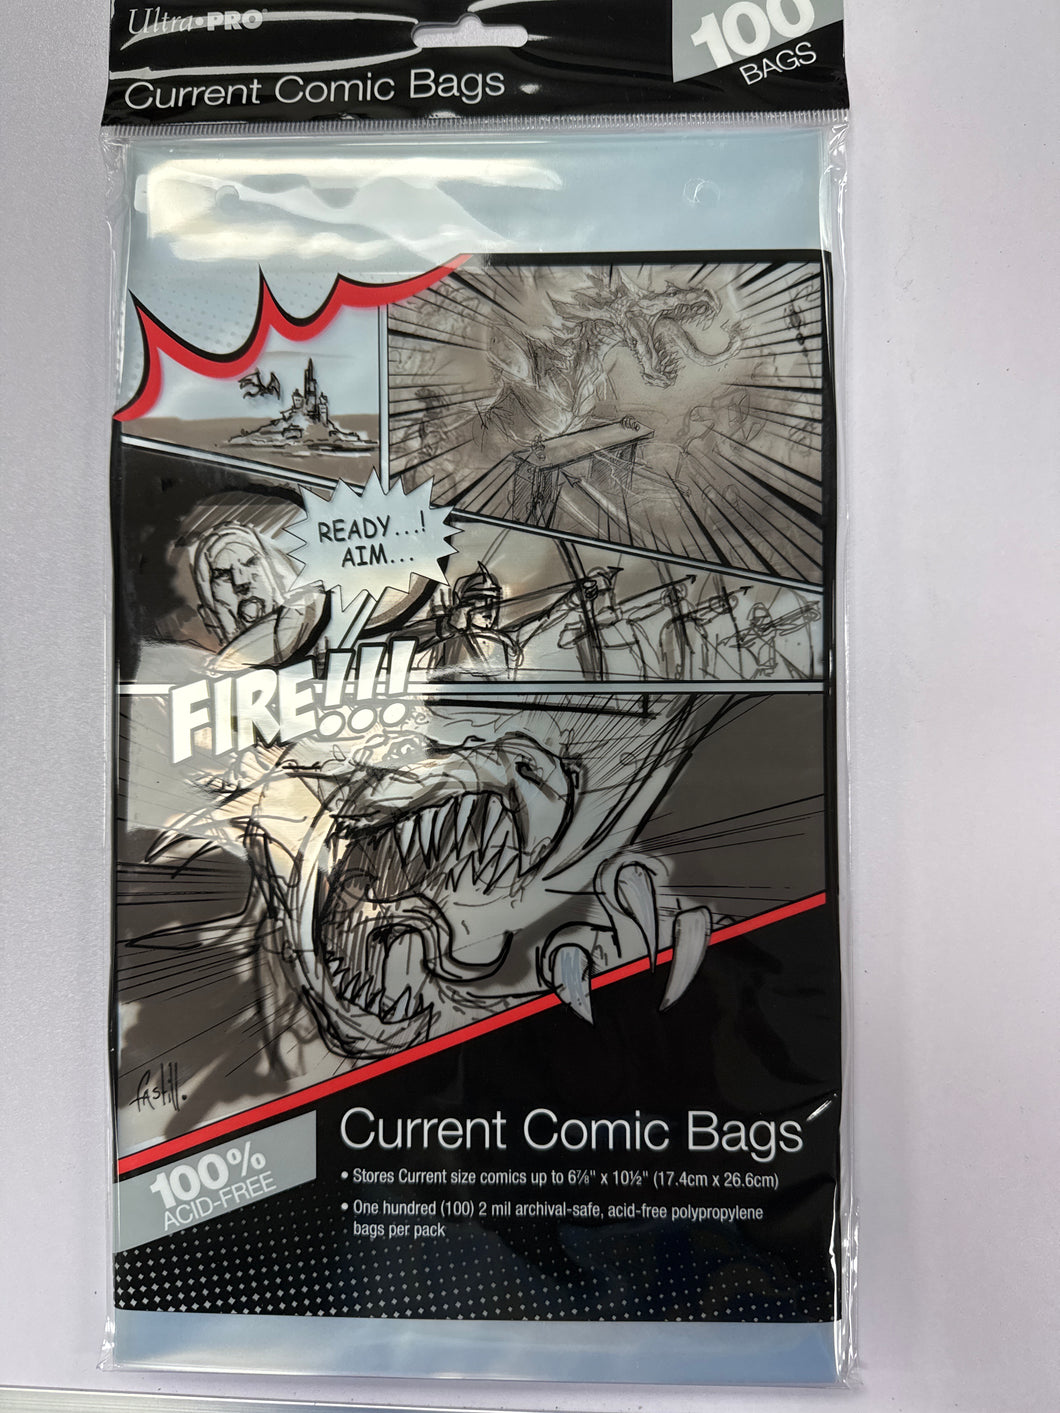 Ultra•PRO®
100
BAGS
Current Comic Bags
READY...!
AIM...
FIRE!!!
fastill.
100%
ACID-FREE
Current Comic Bags
• Stores Current size comics up to 6⅞" x 10½" (17.4cm x 26.6cm)
• One hundred (100) 2 mil archival-safe, acid-free polypropylene
bags per pack